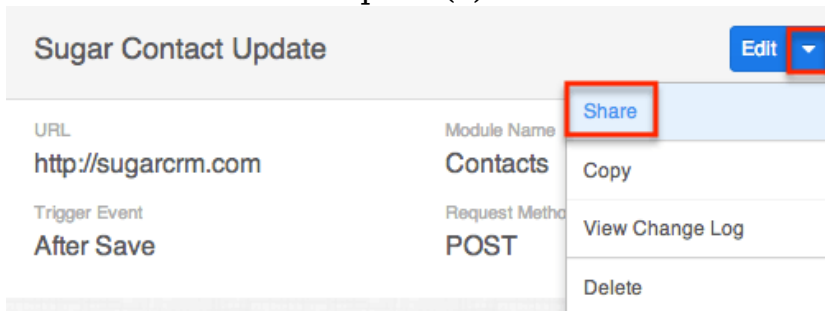 Sugar Contact Update
Edit
Share
URL
http://sugarcrm.com
Module Name
Contacts
Copy
Trigger Event
After Save
Request Metho
POST
View Change Log
Delete